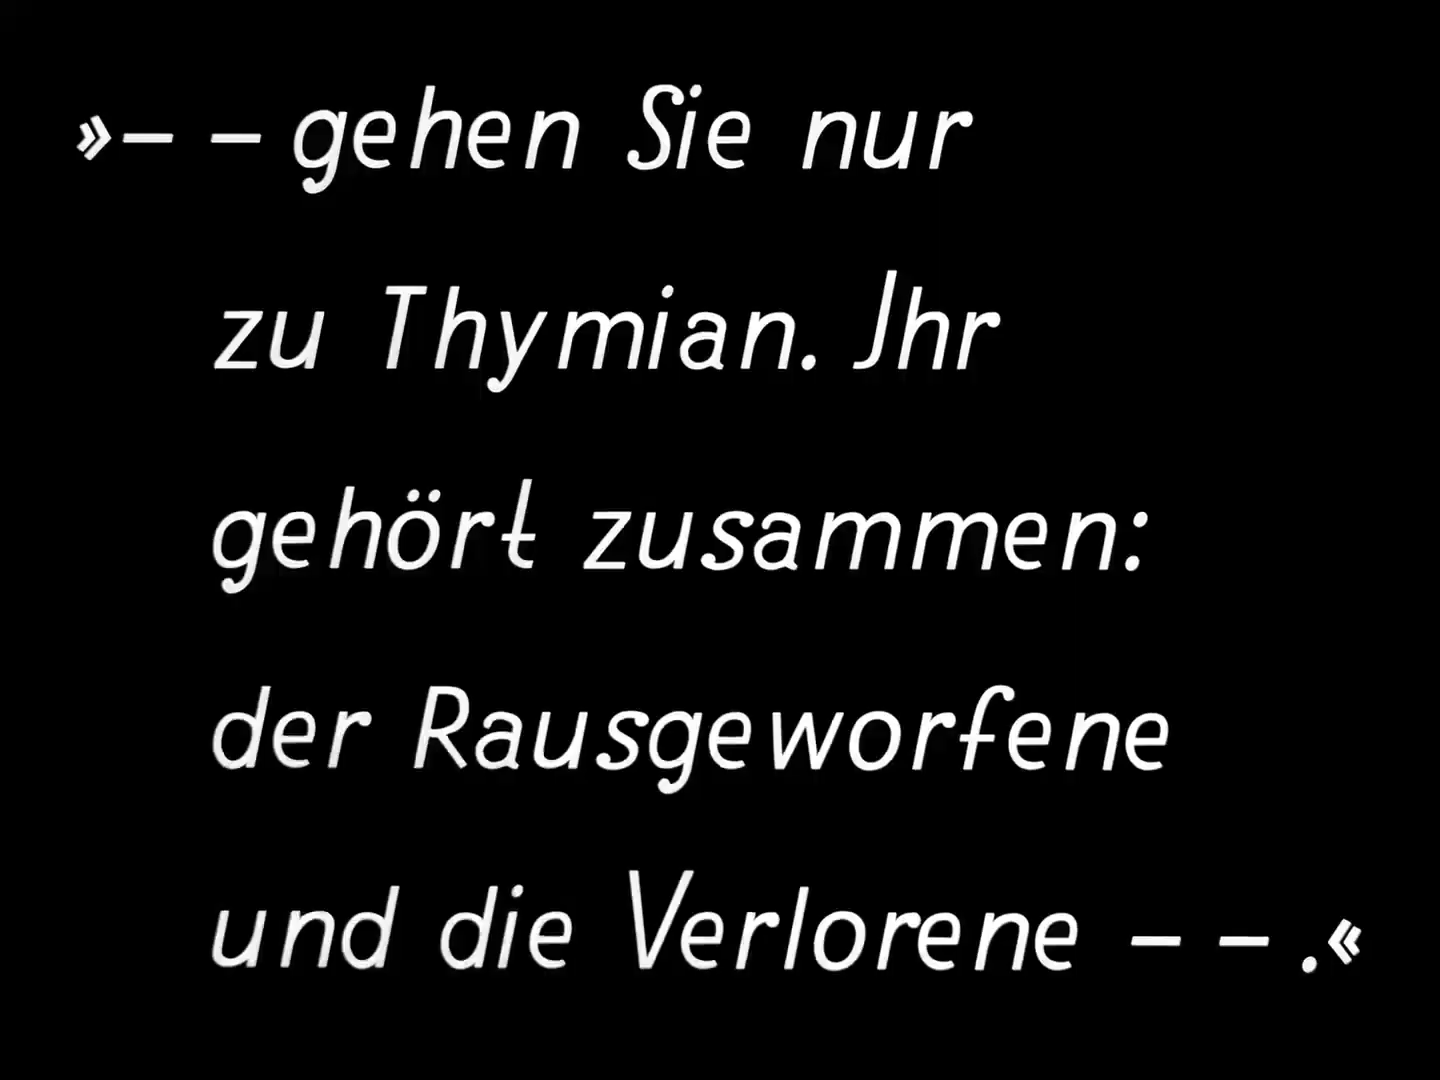 »– – gehen Sie nur
zu Thymian. Jhr
gehört zusammen:
der Rausgeworfene
und die Verlorene – – .«